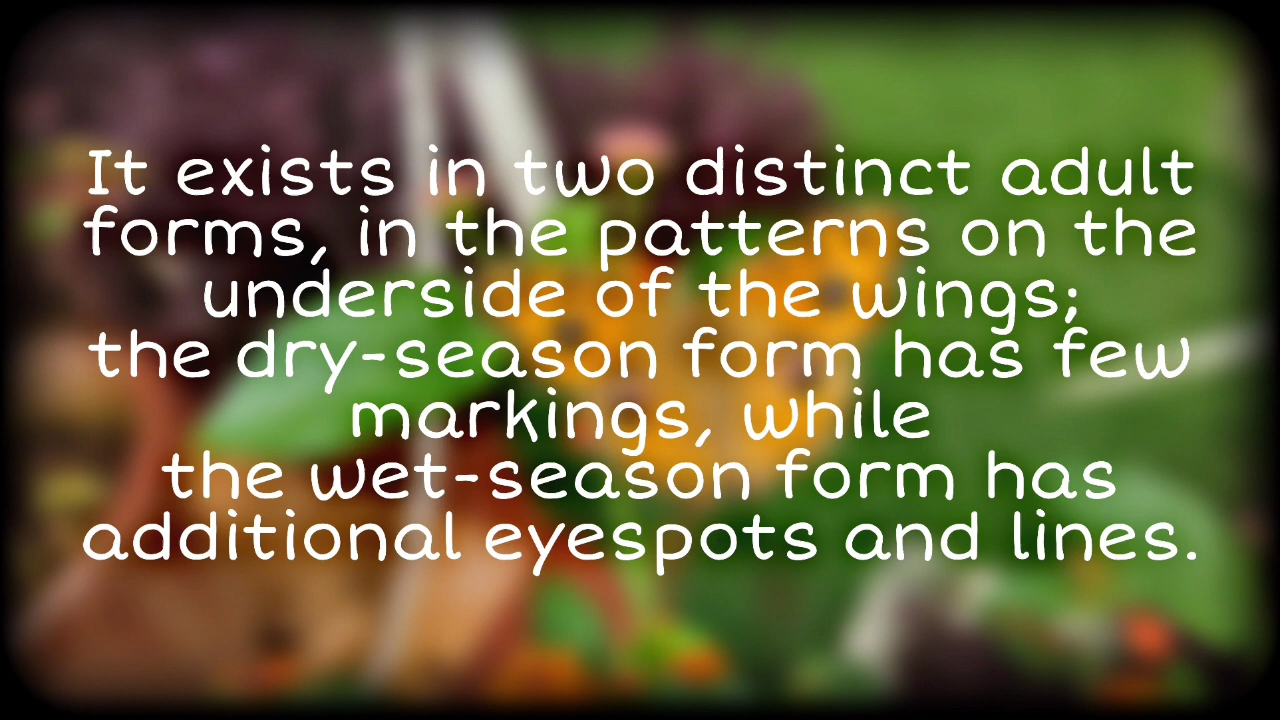 It exists in two distinct adult
forms, in the patterns on the
underside of the wings;
the dry-season form has few
markings, while
the wet-season form has
additional eyespots and lines.